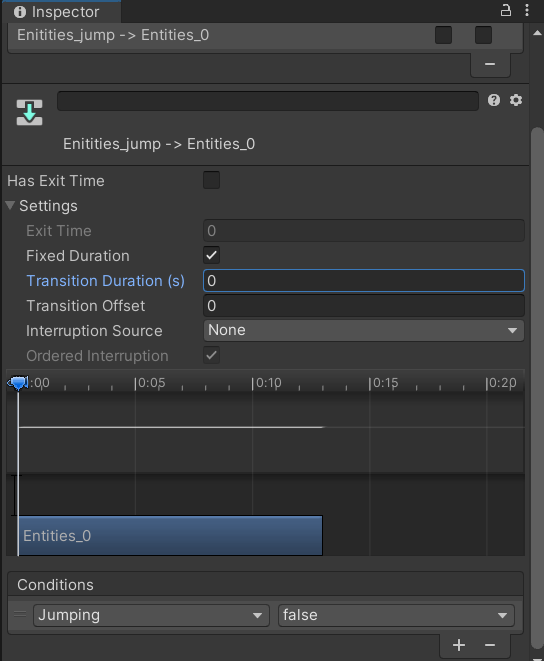 Inspector
Enitities_jump -> Entities_0
Enitities_jump -> Entities_0
Has Exit Time
Settings
Exit Time 0
Fixed Duration
Transition Duration (s) 0
Transition Offset 0
Interruption Source None
Ordered Interruption
0:00 0:05 0:10 0:15 0:20
Entities_0
Conditions
Jumping false